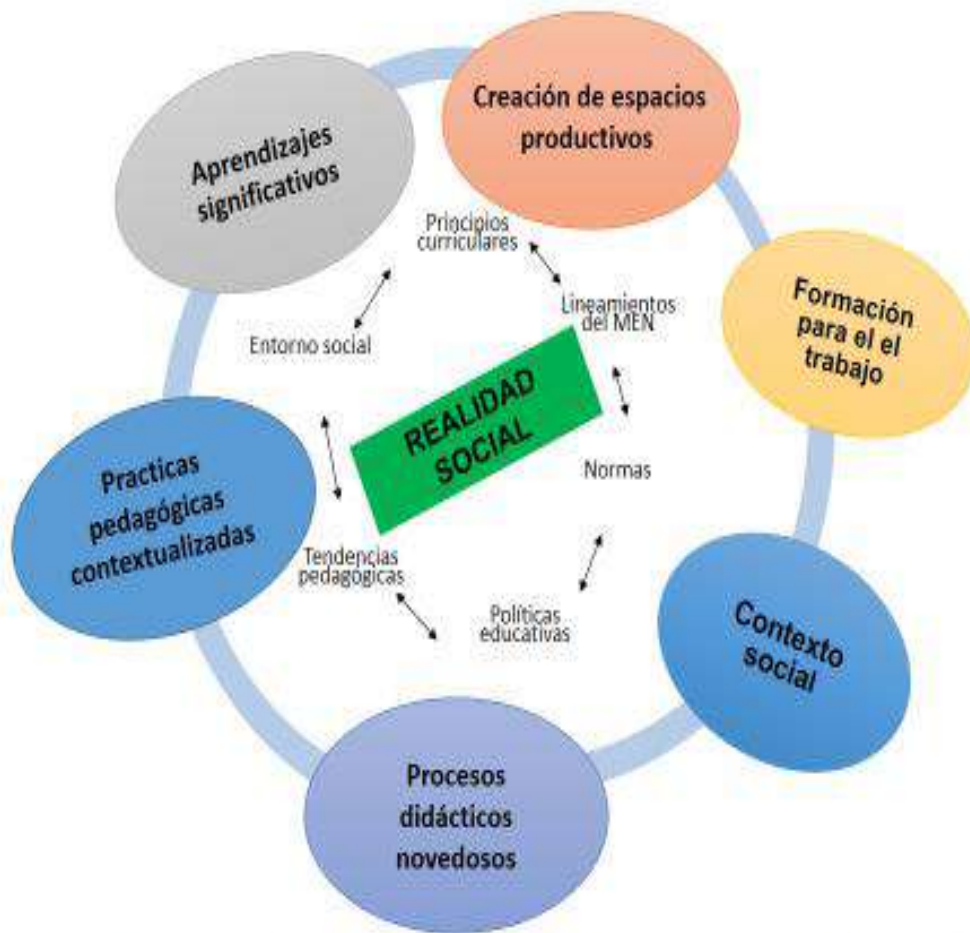 Creación de espacios
productivos
Aprendizajes
significativos
Principios
curriculares
Formación
para el el
trabajo
Lineamientos
del MEN
Entorno social
REALIDAD
SOCIAL
Normas
Practicas
pedagógicas
contextualizadas
Tendencias
pedagógicas
Políticas
educativas
Contexto
social
Procesos
didácticos
novedosos